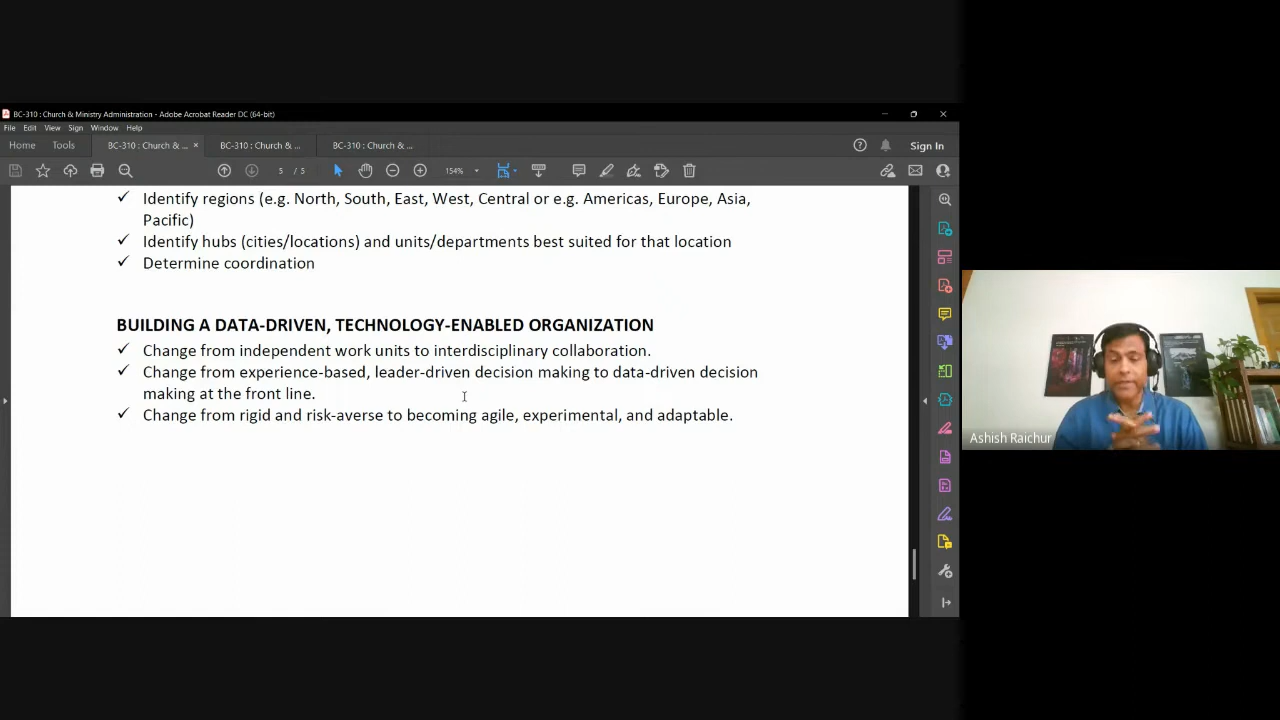 BC-310 : Church & Ministry Administration - Adobe Acrobat Reader DC (64-bit)
File Edit View Sign Window Help
Home Tools BC-310 : Church & ... × BC-310 : Church & ... BC-310 : Church & ... Sign In
5 / 5 154%
✓ Identify regions (e.g. North, South, East, West, Central or e.g. Americas, Europe, Asia,
Pacific)
✓ Identify hubs (cities/locations) and units/departments best suited for that location
✓ Determine coordination
BUILDING A DATA-DRIVEN, TECHNOLOGY-ENABLED ORGANIZATION
✓ Change from independent work units to interdisciplinary collaboration.
✓ Change from experience-based, leader-driven decision making to data-driven decision
making at the front line.
✓ Change from rigid and risk-averse to becoming agile, experimental, and adaptable.
Ashish Raichur